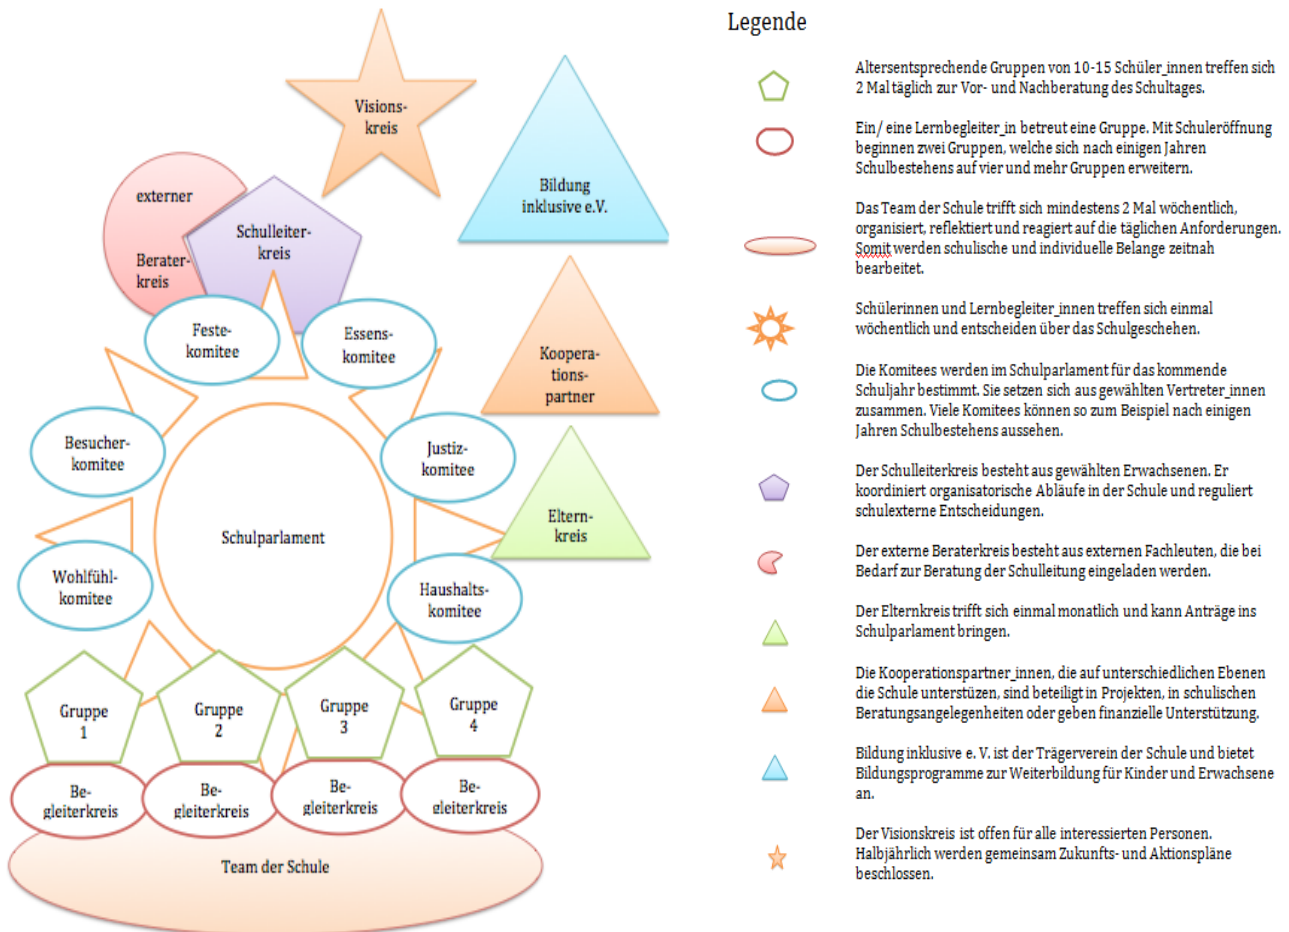 Visions-
kreis
Bildung
inklusive e.V.
externer
Berater-
kreis
Schulleiter-
kreis
Feste-
komitee
Essens-
komitee
Koopera-
tions-
partner
Besucher-
komitee
Justiz-
komitee
Schulparlament
Eltern-
kreis
Wohlfühl-
komitee
Haushalts-
komitee
Gruppe
1
Gruppe
2
Gruppe
3
Gruppe
4
Be-
gleiterkreis
Be-
gleiterkreis
Be-
gleiterkreis
Be-
gleiterkreis
Team der Schule
Legende
Altersentsprechende Gruppen von 10-15 Schüler_innen treffen sich
2 Mal täglich zur Vor- und Nachberatung des Schultages.
Ein/ eine Lernbegleiter_in betreut eine Gruppe. Mit Schuleröffnung
beginnen zwei Gruppen, welche sich nach einigen Jahren
Schulbestehens auf vier und mehr Gruppen erweitern.
Das Team der Schule trifft sich mindestens 2 Mal wöchentlich,
organisiert, reflektiert und reagiert auf die täglichen Anforderungen.
Somit werden schulische und individuelle Belange zeitnah
bearbeitet.
Schülerinnen und Lernbegleiter_innen treffen sich einmal
wöchentlich und entscheiden über das Schulgeschehen.
Die Komitees werden im Schulparlament für das kommende
Schuljahr bestimmt. Sie setzen sich aus gewählten Vertreter_innen
zusammen. Viele Komitees können so zum Beispiel nach einigen
Jahren Schulbestehens aussehen.
Der Schulleiterkreis besteht aus gewählten Erwachsenen. Er
koordiniert organisatorische Abläufe in der Schule und reguliert
schulexterne Entscheidungen.
Der externe Beraterkreis besteht aus externen Fachleuten, die bei
Bedarf zur Beratung der Schulleitung eingeladen werden.
Der Elternkreis trifft sich einmal monatlich und kann Anträge ins
Schulparlament bringen.
Die Kooperationspartner_innen, die auf unterschiedlichen Ebenen
die Schule unterstüzen, sind beteiligt in Projekten, in schulischen
Beratungsangelegenheiten oder geben finanzielle Unterstützung.
Bildung inklusive e. V. ist der Trägerverein der Schule und bietet
Bildungsprogramme zur Weiterbildung für Kinder und Erwachsene
an.
Der Visionskreis ist offen für alle interessierten Personen.
Halbjährlich werden gemeinsam Zukunfts- und Aktionspläne
beschlossen.